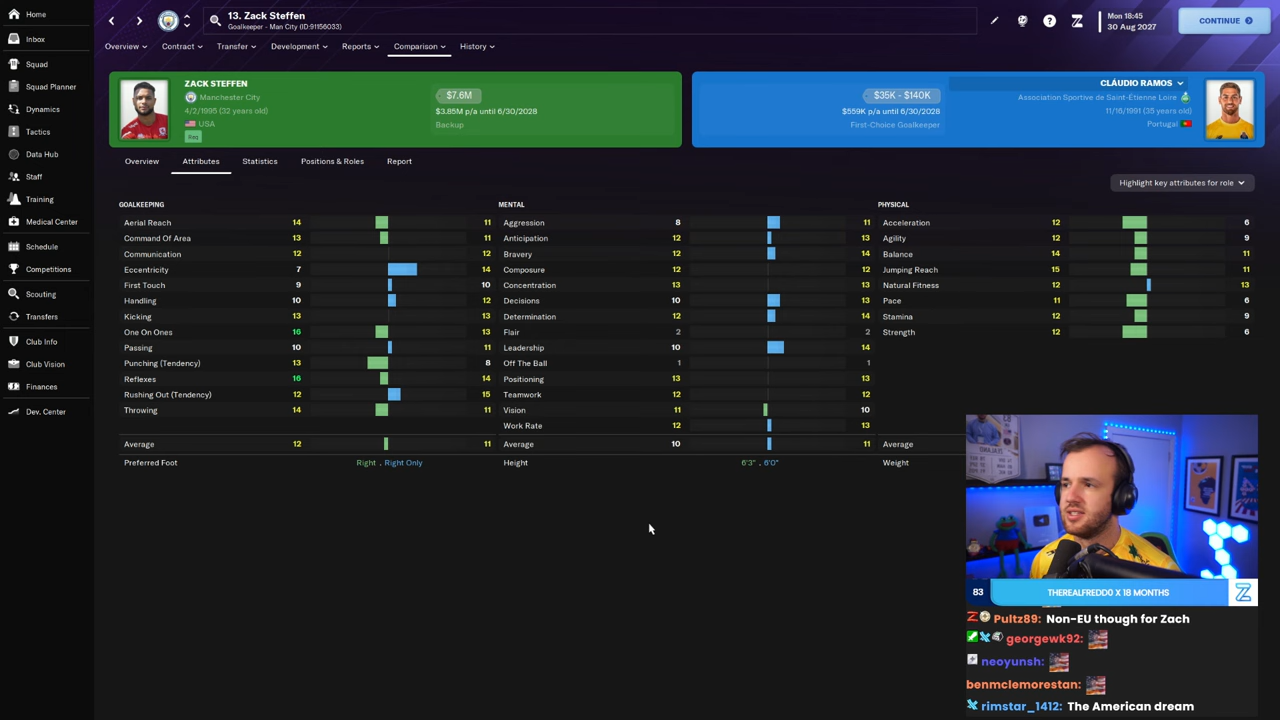 Home
Inbox
Squad
Squad Planner
Dynamics
Tactics
Data Hub
Staff
Training
Medical Center
Schedule
Competitions
Scouting
Transfers
Club Info
Club Vision
Finances
Dev. Center
13. Zack Steffen
Goalkeeper - Man City (ID:91156033)
Mon 18:45
30 Aug 2027
CONTINUE
Overview Contract Transfer Development Reports Comparison History
ZACK STEFFEN
Manchester City
4/2/1995 (32 years old)
USA
Req
$7.6M
$3.85M p/a until 6/30/2028
Backup
$35K - $140K
$559K p/a until 6/30/2028
First-Choice Goalkeeper
CLÁUDIO RAMOS
Association Sportive de Saint-Étienne Loire
11/16/1991 (35 years old)
Portugal
Overview Attributes Statistics Positions & Roles Report
Highlight key attributes for role
GOALKEEPING
Aerial Reach 14 11
Command Of Area 13 11
Communication 12 12
Eccentricity 7 14
First Touch 9 10
Handling 10 12
Kicking 13 13
One On Ones 16 13
Passing 10 11
Punching (Tendency) 13 8
Reflexes 16 14
Rushing Out (Tendency) 12 15
Throwing 14 11
Average 12 11
Preferred Foot Right , Right Only
MENTAL
Aggression 8 11
Anticipation 12 13
Bravery 12 14
Composure 12 12
Concentration 13 13
Decisions 10 13
Determination 12 14
Flair 2 2
Leadership 10 14
Off The Ball 1 1
Positioning 13 13
Teamwork 12 12
Vision 11 10
Work Rate 12 13
Average 10 11
Height 6'3" , 6'0"
PHYSICAL
Acceleration 12 6
Agility 12 9
Balance 14 11
Jumping Reach 15 11
Natural Fitness 12 13
Pace 11 6
Stamina 12 9
Strength 12 6
Average
Weight
83 THEREALFREDD0 X 18 MONTHS
Pultz89: Non-EU though for Zach
georgewk92:
neoyunsh:
benmclemorestan:
rimstar_1412: The American dream